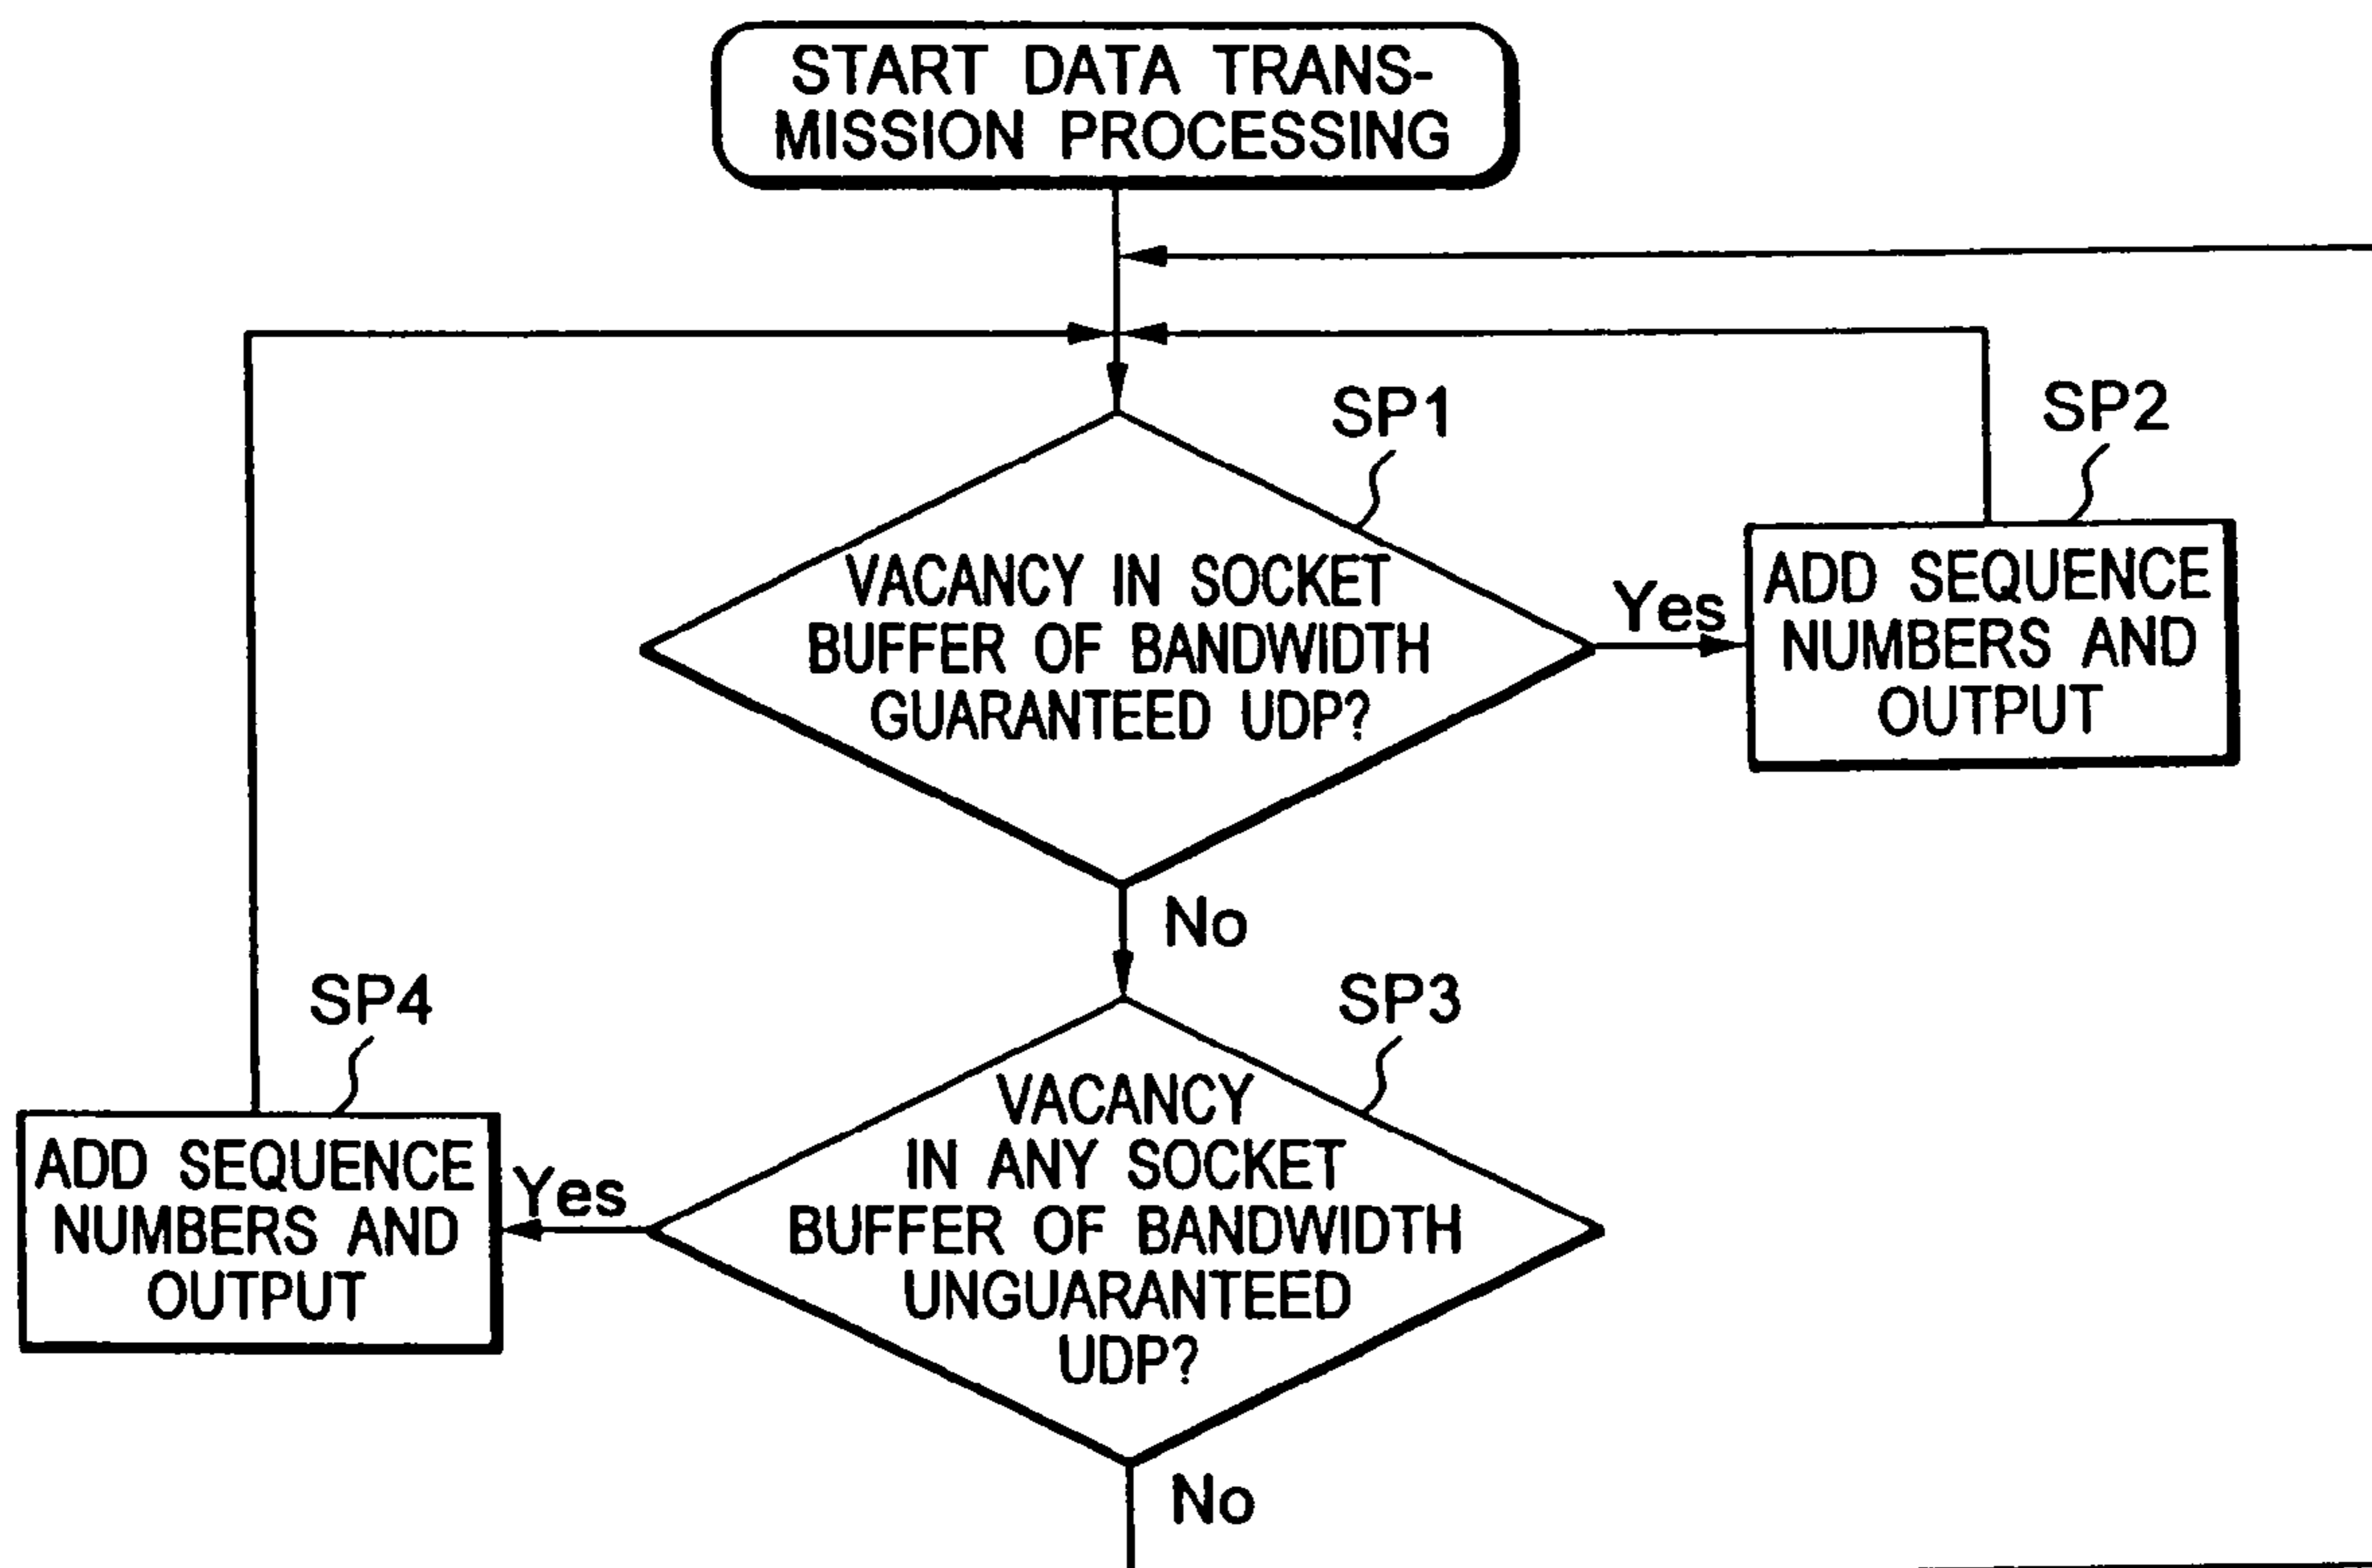 START DATA TRANS-
MISSION PROCESSING
SP1
SP2
VACANCY IN SOCKET
BUFFER OF BANDWIDTH
GUARANTEED UDP?
Yes
ADD SEQUENCE
NUMBERS AND
OUTPUT
No
SP4
SP3
VACANCY
IN ANY SOCKET
BUFFER OF BANDWIDTH
UNGUARANTEED
UDP?
Yes
ADD SEQUENCE
NUMBERS AND
OUTPUT
No